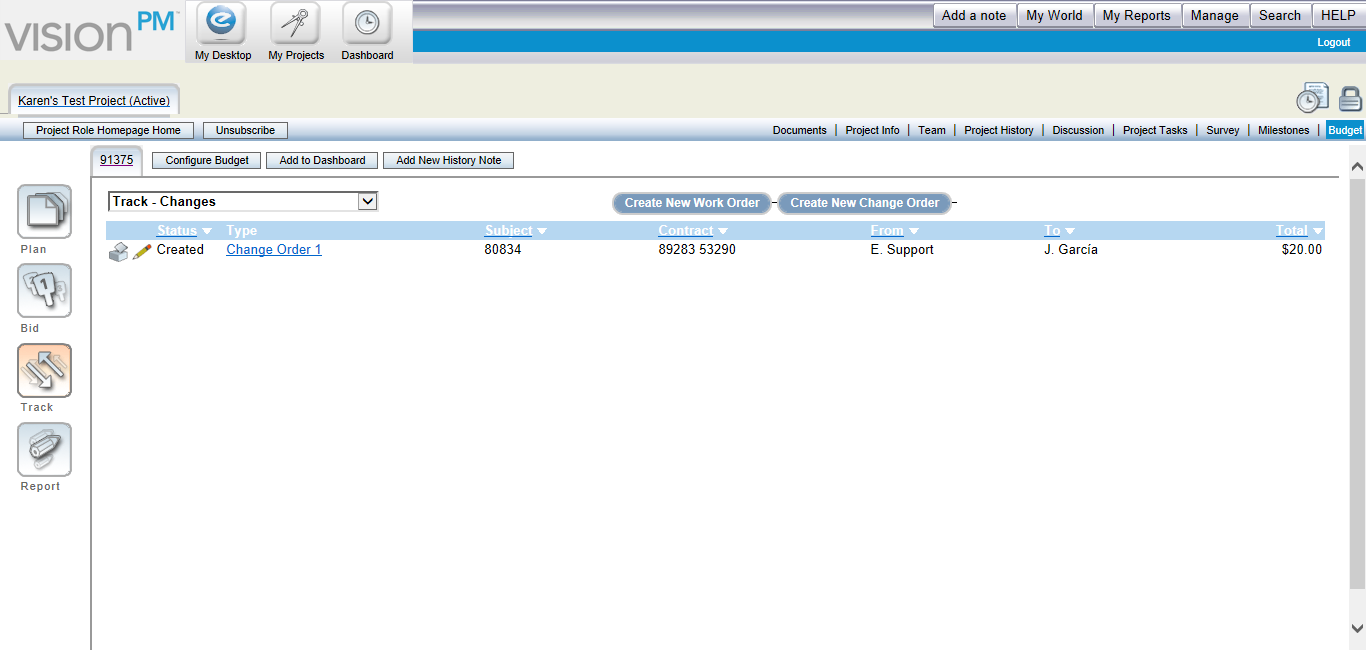 visionPM™
My Desktop My Projects Dashboard
Add a note My World My Reports Manage Search HELP
Logout
Karen's Test Project (Active)
Project Role Homepage Home Unsubscribe Documents | Project Info | Team | Project History | Discussion | Project Tasks | Survey | Milestones | Budget
91375 Configure Budget Add to Dashboard Add New History Note
Track - Changes Create New Work Order - Create New Change Order -
Status Type Subject Contract From To Total
Created Change Order 1 80834 89283 53290 E. Support J. García $20.00
Plan
1
Bid
Track
Report